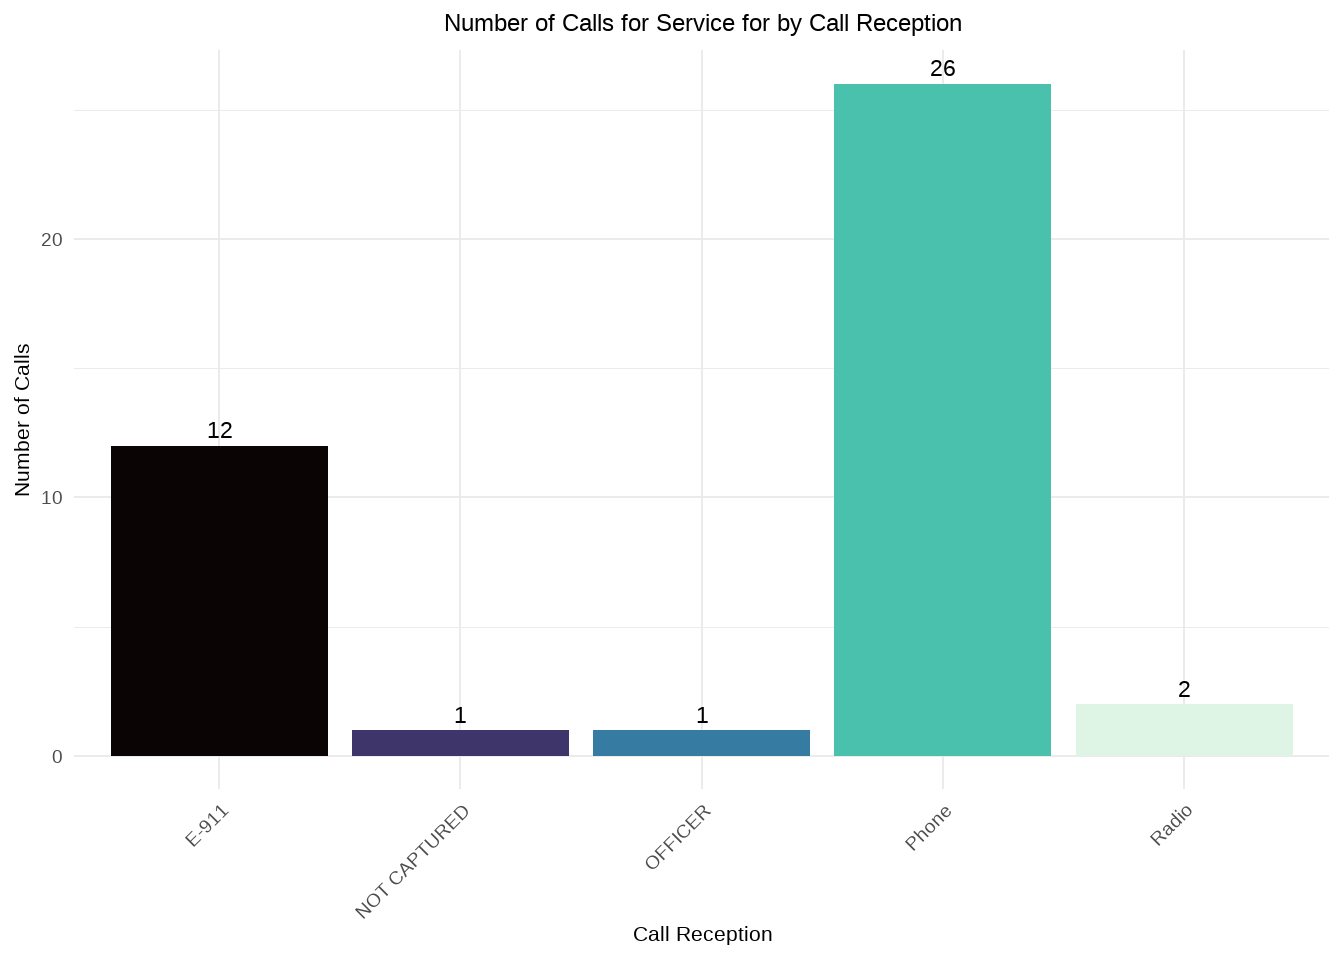 Number of Calls for Service for by Call Reception
26
20
12
10
2
1
1
0
Number of Calls
E-911
NOT CAPTURED
OFFICER
Phone
Radio
Call Reception